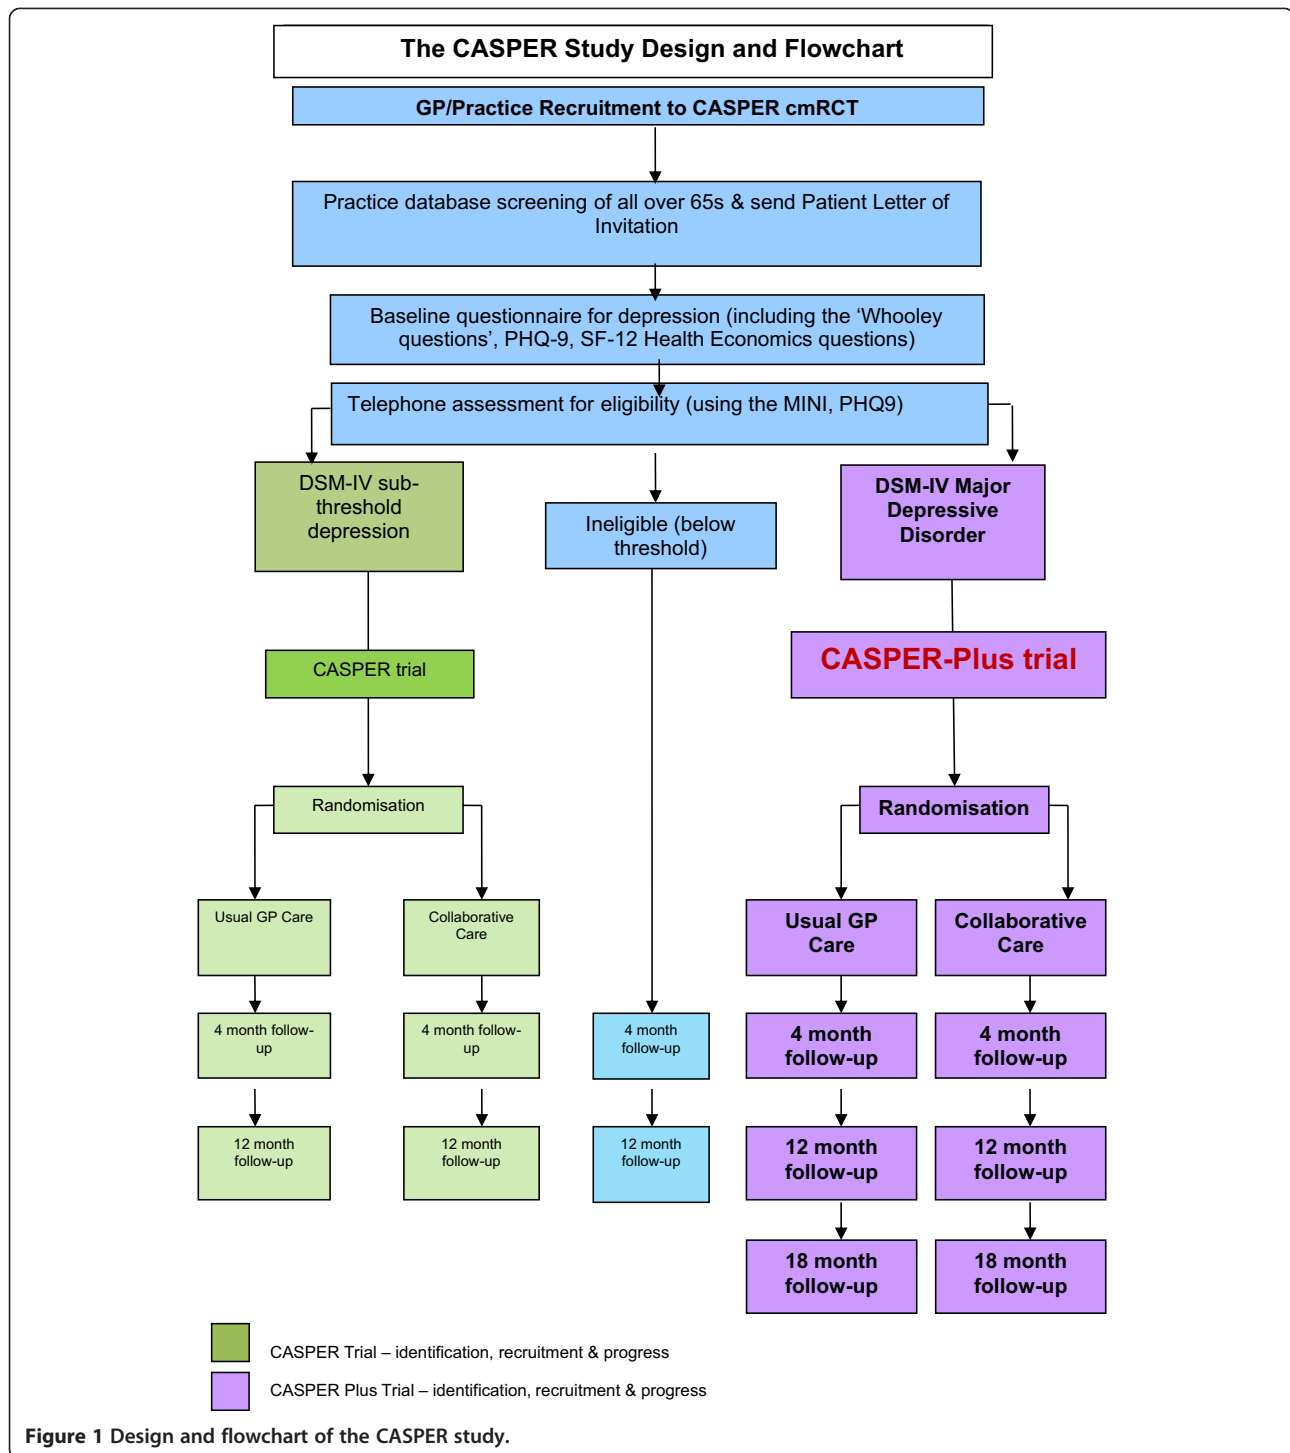 The CASPER Study Design and Flowchart
GP/Practice Recruitment to CASPER cmRCT
Practice database screening of all over 65s & send Patient Letter of
Invitation
Baseline questionnaire for depression (including the ‘Whooley
questions’, PHQ-9, SF-12 Health Economics questions)
Telephone assessment for eligibility (using the MINI, PHQ9)
DSM-IV sub-
threshold
depression
Ineligible (below
threshold)
DSM-IV Major
Depressive
Disorder
CASPER trial
CASPER-Plus trial
Randomisation
Randomisation
Usual GP Care
Collaborative
Care
Usual GP
Care
Collaborative
Care
4 month follow-
up
4 month follow-
up
4 month
follow-up
4 month
follow-up
4 month
follow-up
12 month
follow-up
12 month
follow-up
12 month
follow-up
12 month
follow-up
12 month
follow-up
18 month
follow-up
18 month
follow-up
CASPER Trial – identification, recruitment & progress
CASPER Plus Trial – identification, recruitment & progress
Figure 1 Design and flowchart of the CASPER study.